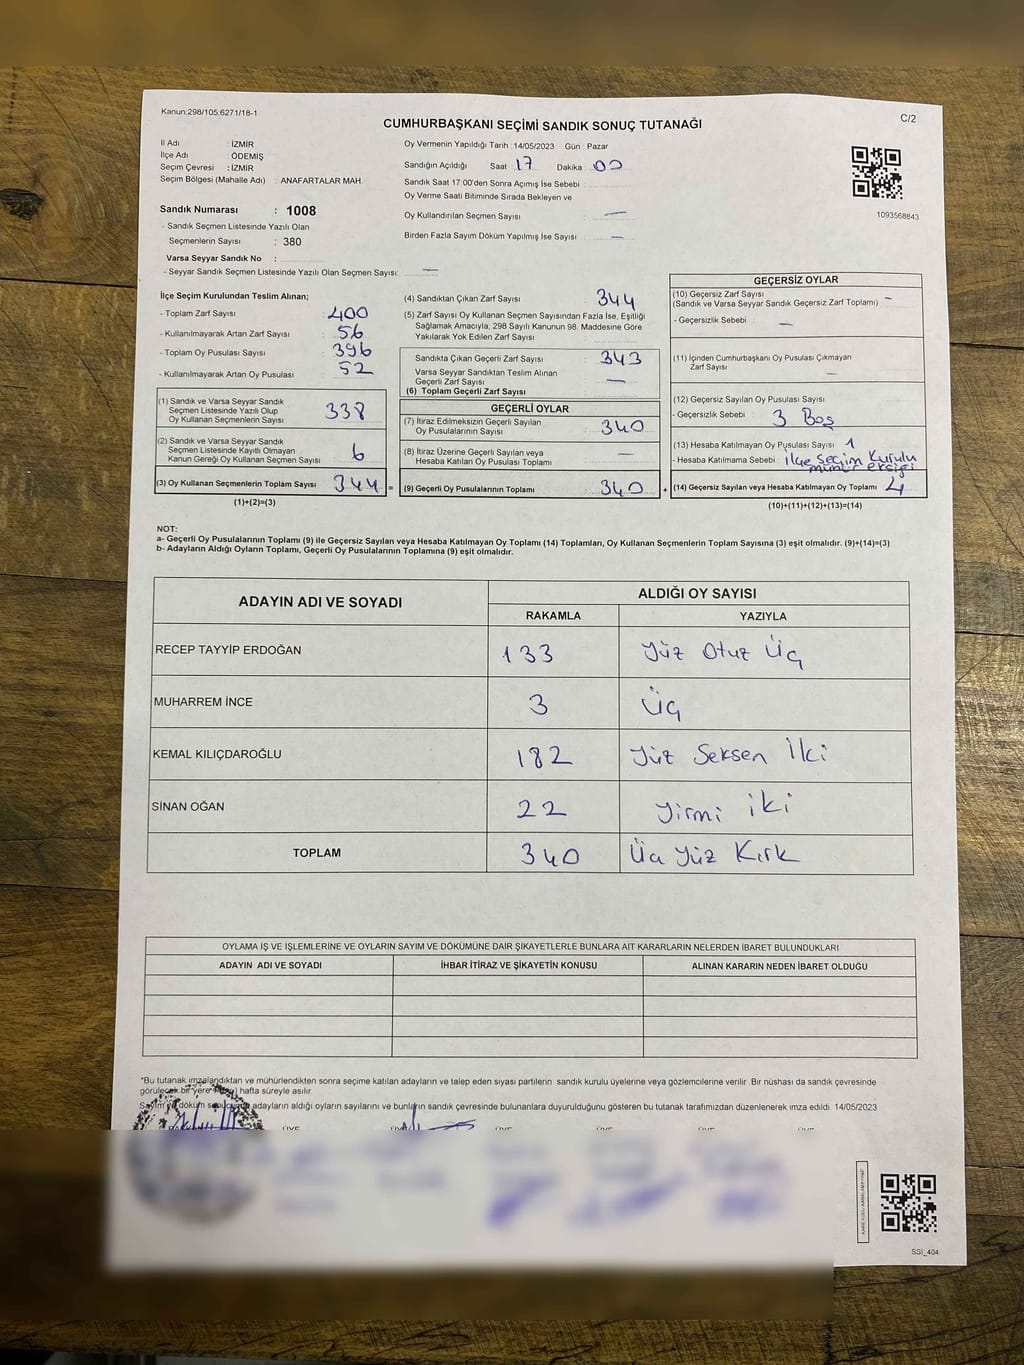 Kanun:298/105,6271/18-1
C/2
CUMHURBAŞKANI SEÇİMİ SANDIK SONUÇ TUTANAĞI
İl Adı : İZMİR
İlçe Adı : ÖDEMİŞ
Seçim Çevresi : İZMİR
Seçim Bölgesi (Mahalle Adı) : ANAFARTALAR MAH.
Sandık Numarası : 1008
- Sandık Seçmen Listesinde Yazılı Olan
Seçmenlerin Sayısı : 380
Varsa Seyyar Sandık No :
- Seyyar Sandık Seçmen Listesinde Yazılı Olan Seçmen Sayısı: —
Oy Vermenin Yapıldığı Tarih :14/05/2023 Gün : Pazar
Sandığın Açıldığı Saat 17 Dakika 00
Sandık Saat 17:00'den Sonra Açımış İse Sebebi :
Oy Verme Saati Bitiminde Sırada Bekleyen ve
Oy Kullandırılan Seçmen Sayısı : —
Birden Fazla Sayım Döküm Yapılmış İse Sayısı : —
1093568843
İlçe Seçim Kurulundan Teslim Alınan;
- Toplam Zarf Sayısı : 400
- Kullanılmayarak Artan Zarf Sayısı : 56
- Toplam Oy Pusulası Sayısı : 396
- Kullanılmayarak Artan Oy Pusulası : 52
(1) Sandık ve Varsa Seyyar Sandık
Seçmen Listesinde Yazılı Olup
Oy Kullanan Seçmenlerin Sayısı : 338
(2) Sandık ve Varsa Seyyar Sandık
Seçmen Listesinde Kayıtlı Olmayan
Kanun Gereği Oy Kullanan Seçmen Sayısı : 6
(3) Oy Kullanan Seçmenlerin Toplam Sayısı : 344 =
(1)+(2)=(3)
(4) Sandıktan Çıkan Zarf Sayısı : 344
(5) Zarf Sayısı Oy Kullanan Seçmen Sayısından Fazla İse, Eşitliği
Sağlamak Amacıyla; 298 Sayılı Kanunun 98. Maddesine Göre
Yakılarak Yok Edilen Zarf Sayısı :
Sandıkta Çıkan Geçerli Zarf Sayısı : 343
Varsa Seyyar Sandıktan Teslim Alınan
Geçerli Zarf Sayısı : —
(6) Toplam Geçerli Zarf Sayısı :
GEÇERLİ OYLAR
(7) İtiraz Edilmeksizin Geçerli Sayılan
Oy Pusulalarının Sayısı : 340
(8) İtiraz Üzerine Geçerli Sayılan veya
Hesaba Katılan Oy Pusulası Toplamı : —
(9) Geçerli Oy Pusulalarının Toplamı : 340 +
GEÇERSİZ OYLAR
(10) Geçersiz Zarf Sayısı
(Sandık ve Varsa Seyyar Sandık Geçersiz Zarf Toplamı) : –
- Geçersizlik Sebebi : —
(11) İçinden Cumhurbaşkanı Oy Pusulası Çıkmayan
Zarf Sayısı : —
(12) Geçersiz Sayılan Oy Pusulası Sayısı
- Geçersizlik Sebebi : 3 Boş
(13) Hesaba Katılmayan Oy Pusulası Sayısı : 1
- Hesaba Katılmama Sebebi : ilçe Seçim Kurulu
mühür eksiği
(14) Geçersiz Sayılan veya Hesaba Katılmayan Oy Toplamı : 4
(10)+(11)+(12)+(13)=(14)
NOT:
a- Geçerli Oy Pusulalarının Toplamı (9) ile Geçersiz Sayılan veya Hesaba Katılmayan Oy Toplamı (14) Toplamları, Oy Kullanan Seçmenlerin Toplam Sayısına (3) eşit olmalıdır. (9)+(14)=(3)
b- Adayların Aldığı Oyların Toplamı, Geçerli Oy Pusulalarının Toplamına (9) eşit olmalıdır.
ADAYIN ADI VE SOYADI
ALDIĞI OY SAYISI
RAKAMLA YAZIYLA
RECEP TAYYİP ERDOĞAN 133 Yüz Otuz Üç
MUHARREM İNCE 3 Üç
KEMAL KILIÇDAROĞLU 182 Yüz Seksen İki
SİNAN OĞAN 22 Yirmi iki
TOPLAM 340 Üç Yüz Kırk
OYLAMA İŞ VE İŞLEMLERİNE VE OYLARIN SAYIM VE DÖKÜMÜNE DAİR ŞİKAYETLERLE BUNLARA AİT KARARLARIN NELERDEN İBARET BULUNDUKLARI
ADAYIN ADI VE SOYADI İHBAR İTİRAZ VE ŞİKAYETİN KONUSU ALINAN KARARIN NEDEN İBARET OLDUĞU
*Bu tutanak imzalandıktan ve mühürlendikten sonra seçime katılan adayların ve talep eden siyasi partilerin sandık kurulu üyelerine veya gözlemcilerine verilir. Bir nüshası da sandık çevresinde
görülecek bir yere hafta süreyle asılır.
Sayım ve döküm adayların aldığı oyların sayılarını ve bunların sandık çevresinde bulunanlara duyurulduğunu gösteren bu tutanak tarafımızdan düzenlenerek imza edildi. 14/05/2023
SSI_404